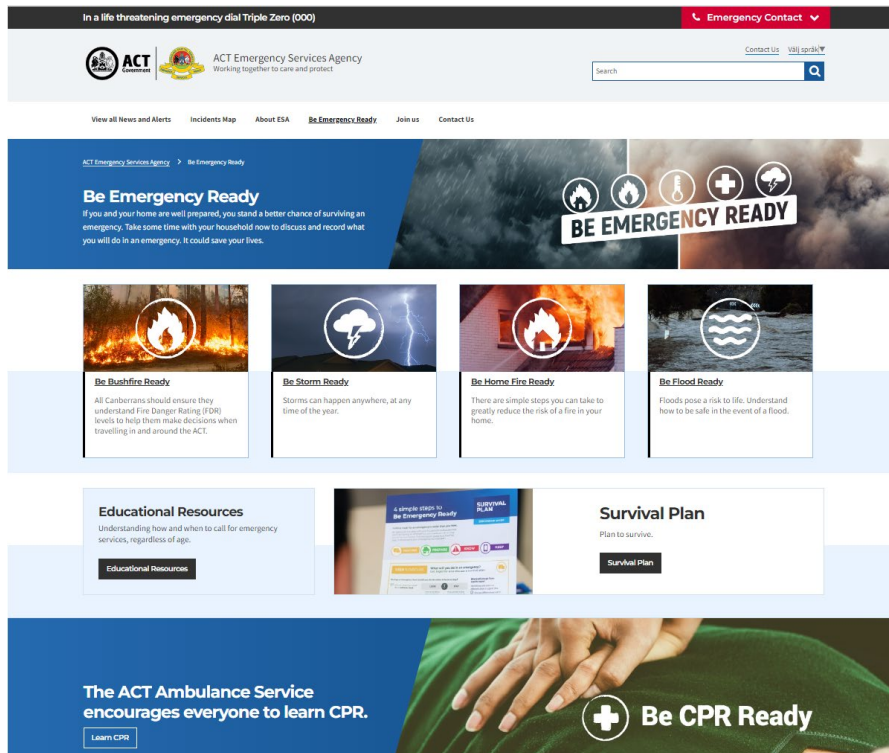 In a life threatening emergency dial Triple Zero (000)
Emergency Contact
ACT
Government
ACT Emergency Services Agency
Working together to care and protect
Contact Us
Välj språk▼
Search
View all News and Alerts
Incidents Map
About ESA
Be Emergency Ready
Join us
Contact Us
ACT Emergency Services Agency > Be Emergency Ready
Be Emergency Ready
If you and your home are well prepared, you stand a better chance of surviving an
emergency. Take some time with your household now to discuss and record what
you will do in an emergency. It could save your lives.
BE EMERGENCY READY
Be Bushfire Ready
All Canberrans should ensure they
understand Fire Danger Rating (FDR)
levels to help them make decisions when
travelling in and around the ACT.
Be Storm Ready
Storms can happen anywhere, at any
time of the year.
Be Home Fire Ready
There are simple steps you can take to
greatly reduce the risk of a fire in your
home.
Be Flood Ready
Floods pose a risk to life. Understand
how to be safe in the event of a flood.
Educational Resources
Understanding how and when to call for emergency
services, regardless of age.
Educational Resources
4 simple steps to
Be Emergency Ready
SURVIVAL
PLAN
Survival Plan
Plan to survive.
Survival Plan
The ACT Ambulance Service
encourages everyone to learn CPR.
Learn CPR
Be CPR Ready